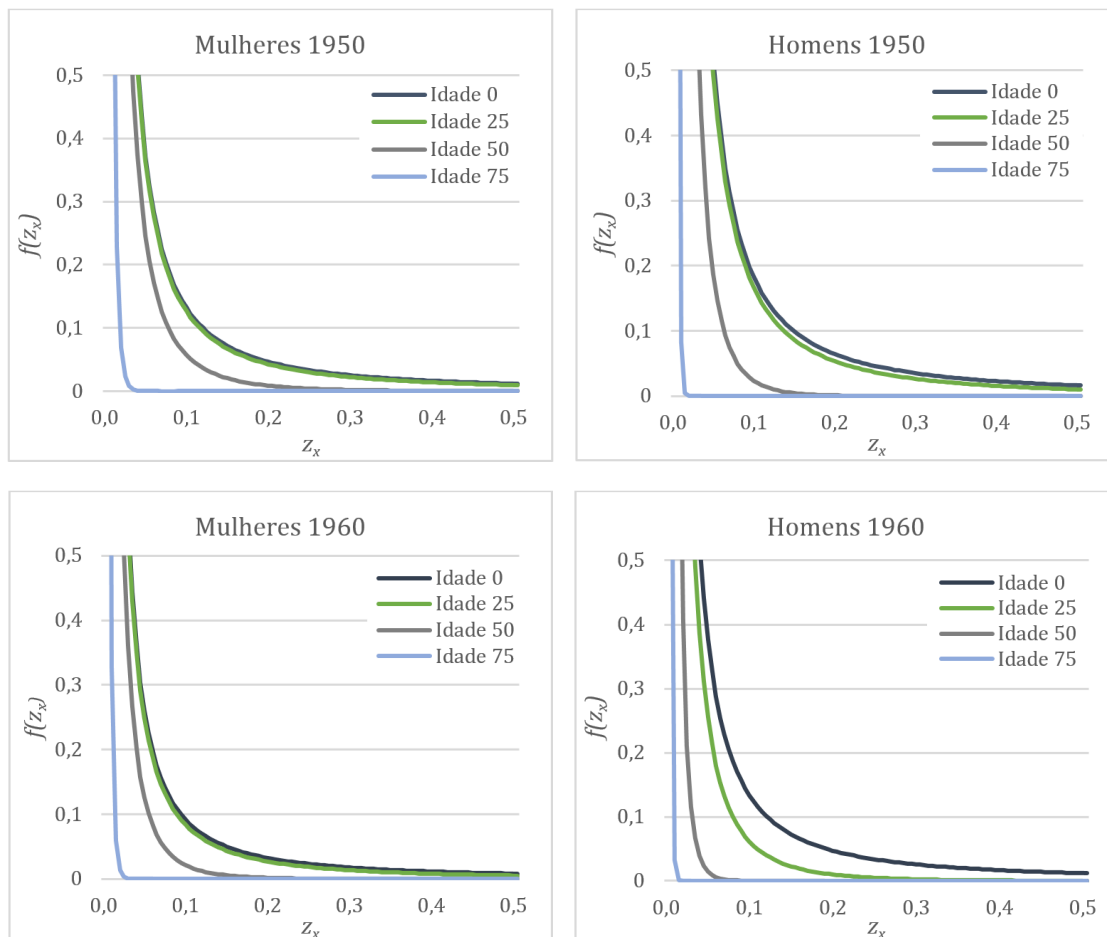 Mulheres 1950
0,5
0,4
0,3
0,2
0,1
0
f(zx)
Idade 0
Idade 25
Idade 50
Idade 75
0,0 0,1 0,2 0,3 0,4 0,5
zx
Homens 1950
0,5
0,4
0,3
0,2
0,1
0
f(zx)
Idade 0
Idade 25
Idade 50
Idade 75
0,0 0,1 0,2 0,3 0,4 0,5
zx
Mulheres 1960
0,5
0,4
0,3
0,2
0,1
0
f(zx)
Idade 0
Idade 25
Idade 50
Idade 75
0,0 0,1 0,2 0,3 0,4 0,5
zx
Homens 1960
0,5
0,4
0,3
0,2
0,1
0
f(zx)
Idade 0
Idade 25
Idade 50
Idade 75
0,0 0,1 0,2 0,3 0,4 0,5
zx